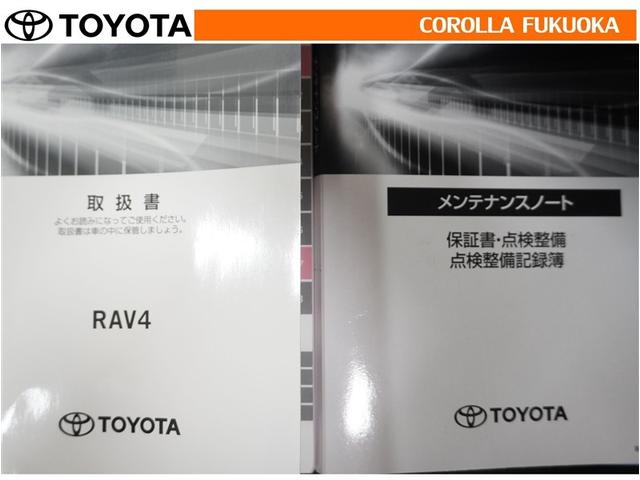 TOYOTA
COROLLA FUKUOKA
取扱書
よくお読みになってご使用ください。
取扱書は車の中に保管しましょう。
RAV4
TOYOTA
メンテナンスノート
保証書・点検整備
点検整備記録簿
TOYOTA